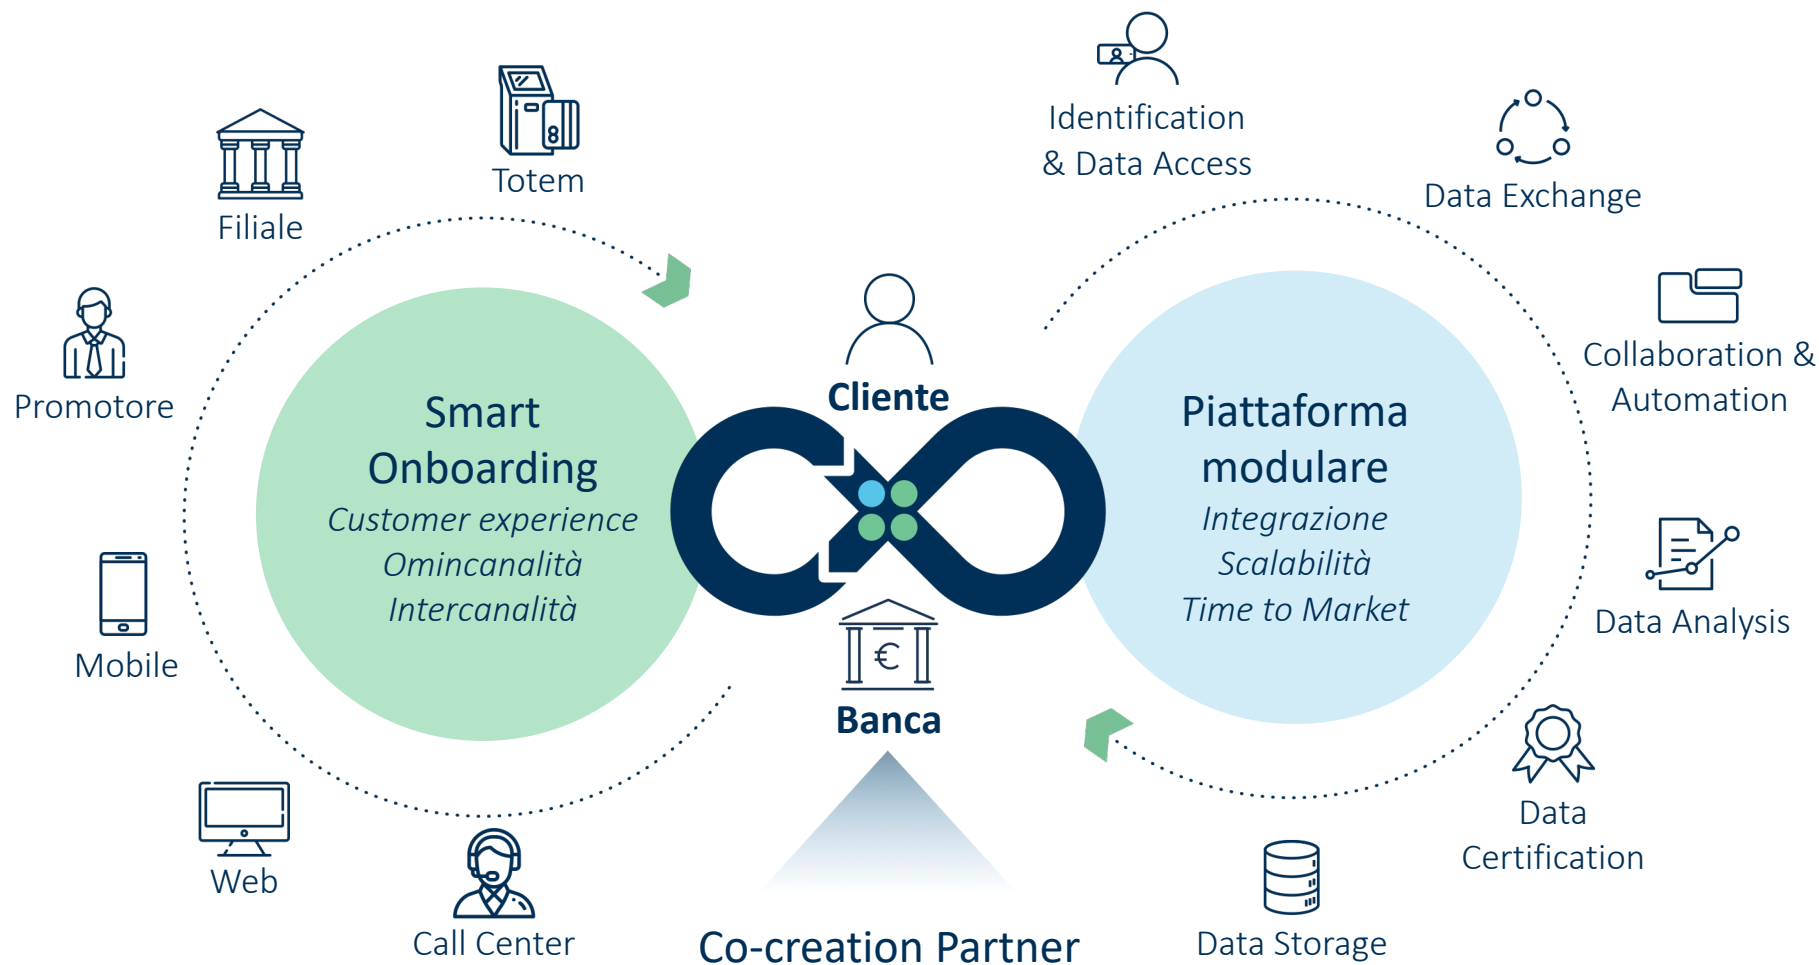 Totem
Filiale
Promotore
Mobile
Web
Call Center
Smart
Onboarding
Customer experience
Omincanalità
Intercanalità
Cliente
€
Banca
Co-creation Partner
Piattaforma
modulare
Integrazione
Scalabilità
Time to Market
Identification
& Data Access
Data Exchange
Collaboration &
Automation
Data Analysis
Data
Certification
Data Storage